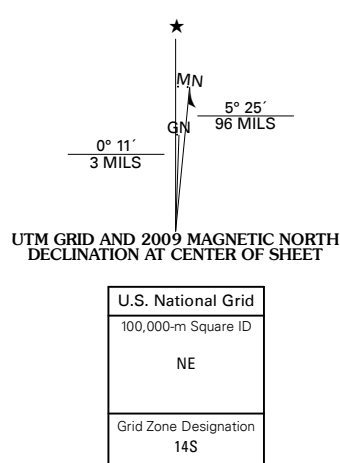 MN
GN
5° 25´
96 MILS
0° 11´
3 MILS
UTM GRID AND 2009 MAGNETIC NORTH
DECLINATION AT CENTER OF SHEET
U.S. National Grid
100,000-m Square ID
NE
Grid Zone Designation
14S